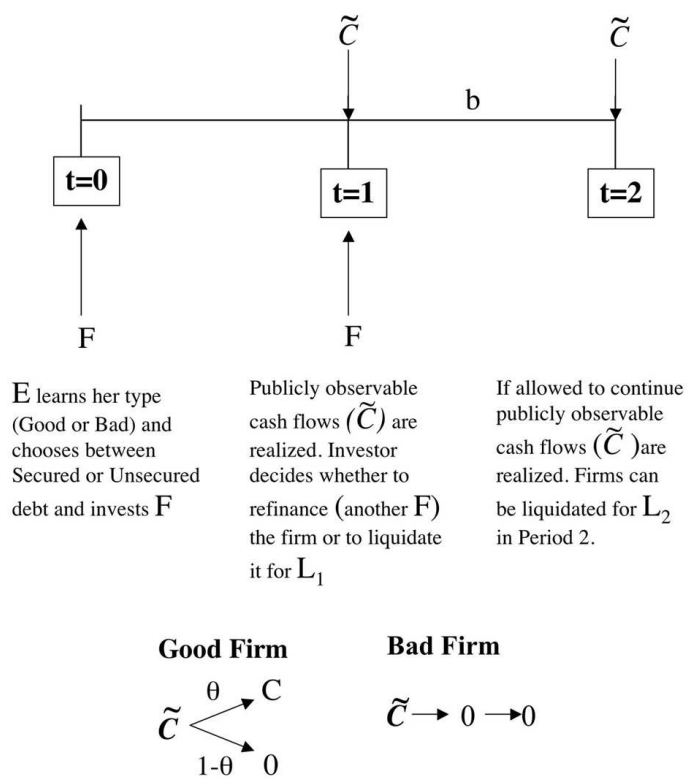 C̃ C̃
b
t=0 t=1 t=2
F F
E learns her type
(Good or Bad) and
chooses between
Secured or Unsecured
debt and invests F
Publicly observable
cash flows (C̃) are
realized. Investor
decides whether to
refinance (another F)
the firm or to liquidate
it for L₁
If allowed to continue
publicly observable
cash flows (C̃ )are
realized. Firms can
be liquidated for L₂
in Period 2.
Good Firm
θ C
C̃
1-θ 0
Bad Firm
C̃ → 0 → 0